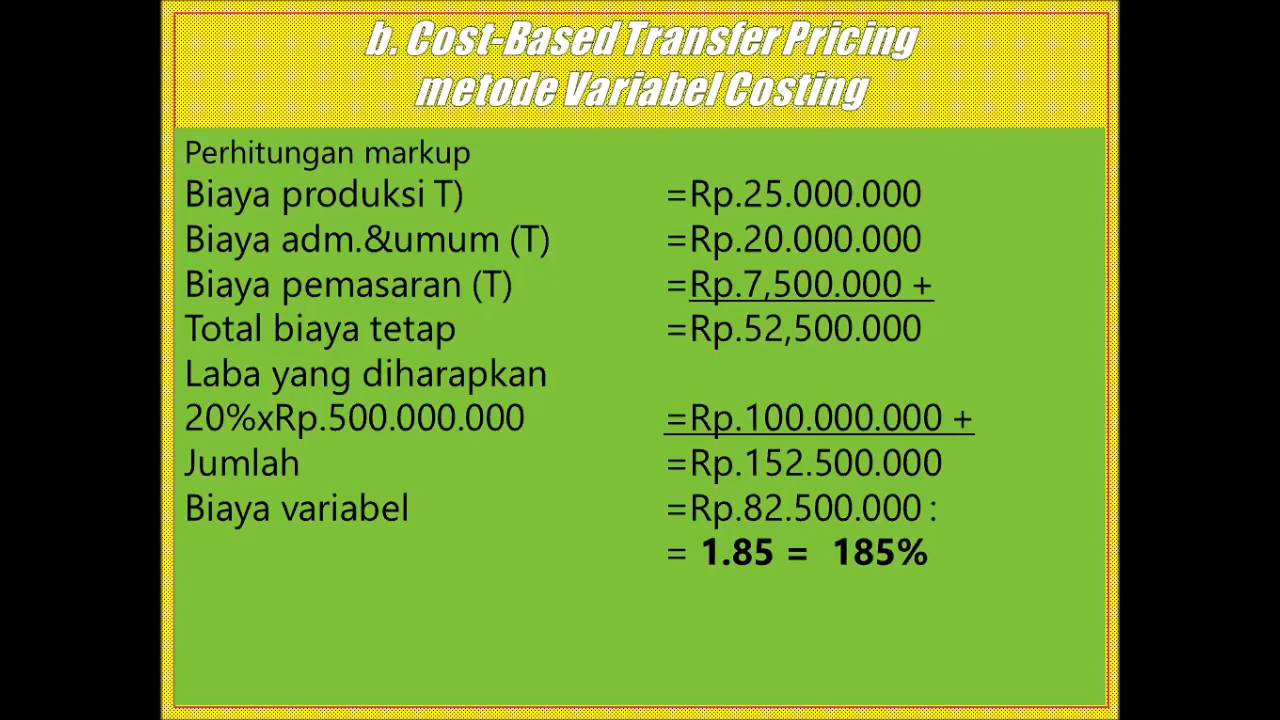 b. Cost-Based Transfer Pricing
metode Variabel Costing
Perhitungan markup
Biaya produksi T) =Rp.25.000.000
Biaya adm.&umum (T) =Rp.20.000.000
Biaya pemasaran (T) =Rp.7,500.000 +
Total biaya tetap =Rp.52,500.000
Laba yang diharapkan
20%xRp.500.000.000 =Rp.100.000.000 +
Jumlah =Rp.152.500.000
Biaya variabel =Rp.82.500.000 :
= 1.85 = 185%